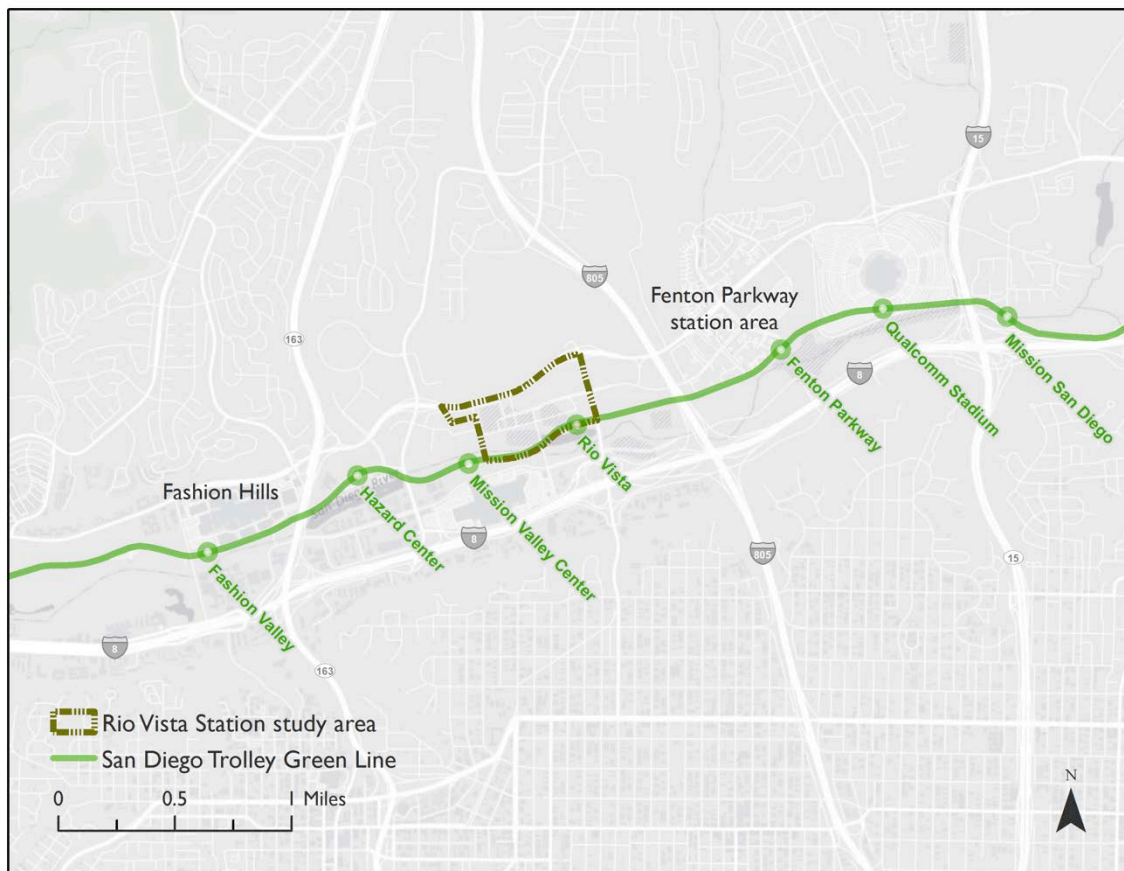 15
805
Fenton Parkway
station area
163
8
Qualcomm Stadium
Mission San Diego
Fenton Parkway
Rio Vista
Mission Valley Center
Hazard Center
Fashion Hills
Fashion Valley
8
805
15
8
163
Rio Vista Station study area
San Diego Trolley Green Line
0 0.5 1 Miles
N